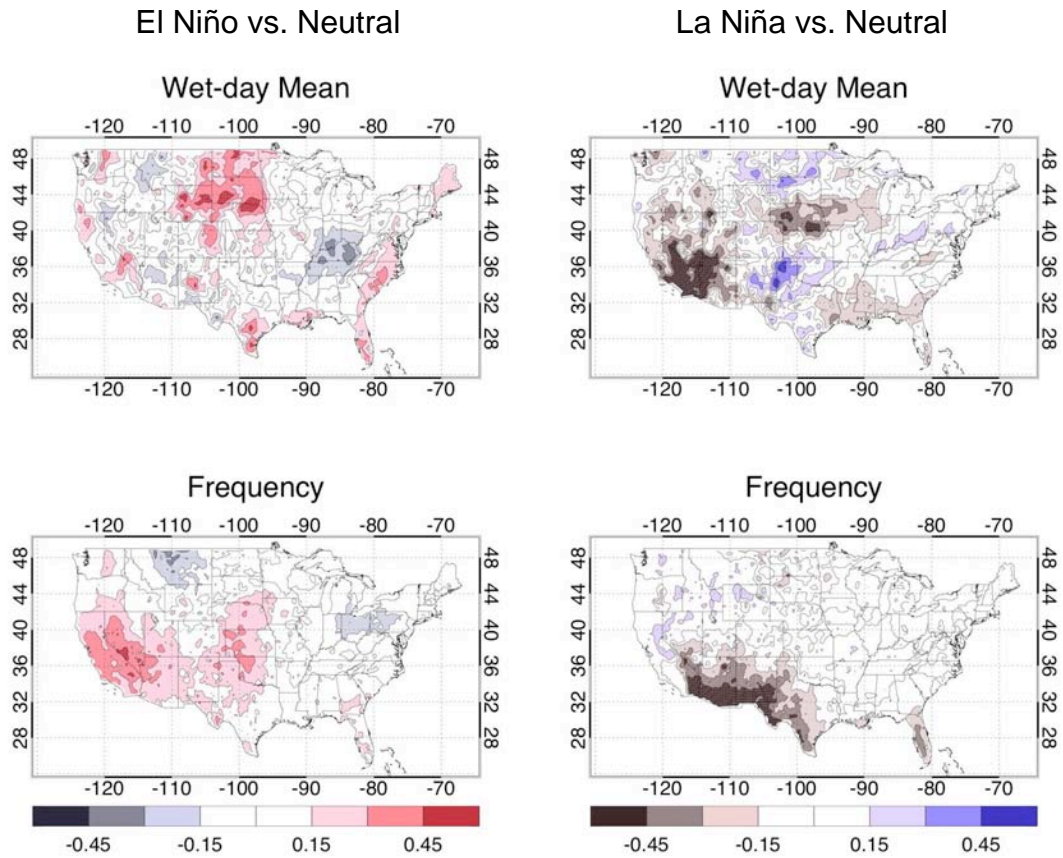 El Niño vs. Neutral La Niña vs. Neutral
Wet-day Mean Wet-day Mean
-120 -110 -100 -90 -80 -70 -120 -110 -100 -90 -80 -70
48 48 48 48
44 44 44 44
40 40 40 40
36 36 36 36
32 32 32 32
28 28 28 28
-120 -110 -100 -90 -80 -70 -120 -110 -100 -90 -80 -70
Frequency Frequency
-120 -110 -100 -90 -80 -70 -120 -110 -100 -90 -80 -70
48 48 48 48
44 44 44 44
40 40 40 40
36 36 36 36
32 32 32 32
28 28 28 28
-120 -110 -100 -90 -80 -70 -120 -110 -100 -90 -80 -70
-0.45 -0.15 0.15 0.45 -0.45 -0.15 0.15 0.45